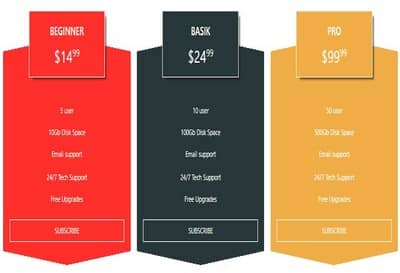 BEGINNER
$14.99
5 user
10Gb Disk Space
Email support
24/7 Tech Support
Free Upgrades
SUBSCRIBE
BASIK
$24.99
10 user
100Gb Disk Space
Email support
24/7 Tech Support
Free Upgrades
SUBSCRIBE
PRO
$99.99
50 user
500Gb Disk Space
Email support
24/7 Tech Support
Free Upgrades
SUBSCRIBE